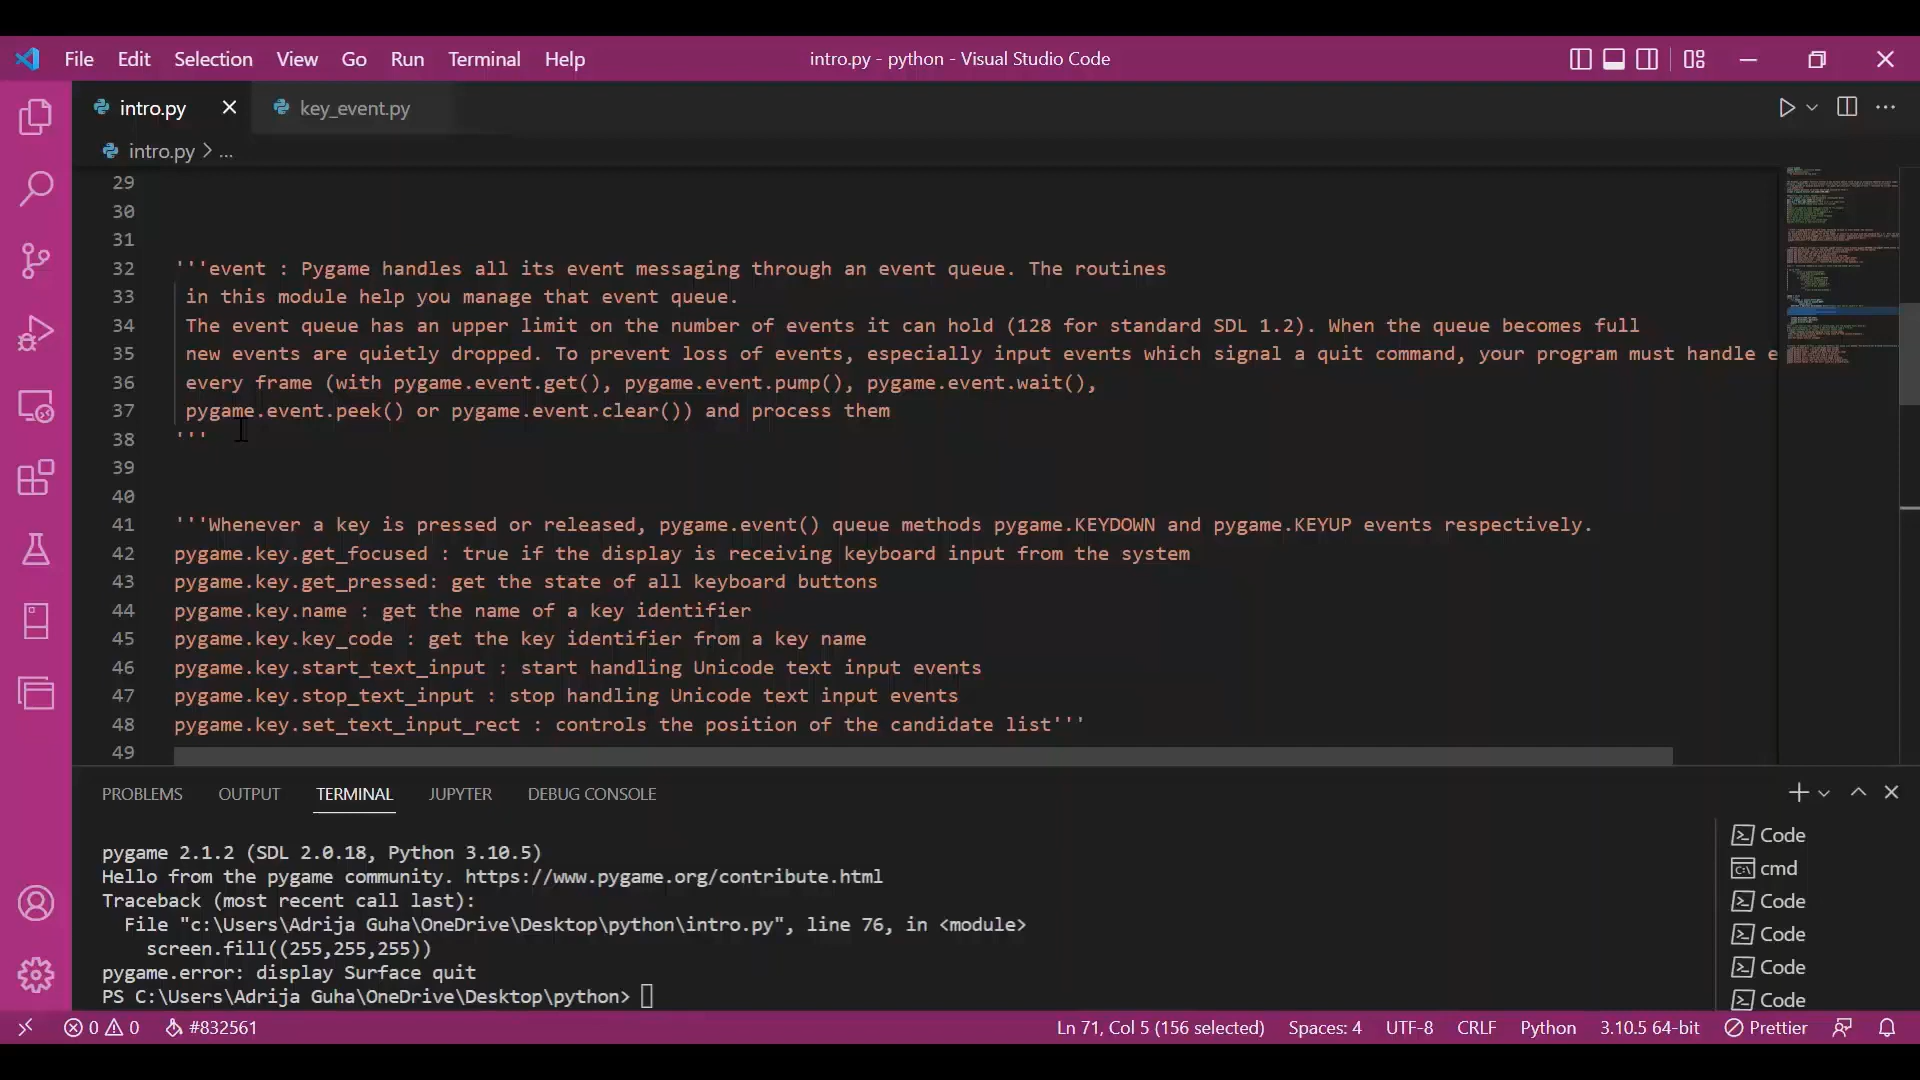 File Edit Selection View Go Run Terminal Help intro.py - python - Visual Studio Code
intro.py key_event.py
intro.py > ...
29
30
31
32 '''event : Pygame handles all its event messaging through an event queue. The routines
33 in this module help you manage that event queue.
34 The event queue has an upper limit on the number of events it can hold (128 for standard SDL 1.2). When the queue becomes full
35 new events are quietly dropped. To prevent loss of events, especially input events which signal a quit command, your program must handle e
36 every frame (with pygame.event.get(), pygame.event.pump(), pygame.event.wait(),
37 pygame.event.peek() or pygame.event.clear()) and process them
38 '''
39
40
41 '''Whenever a key is pressed or released, pygame.event() queue methods pygame.KEYDOWN and pygame.KEYUP events respectively.
42 pygame.key.get_focused : true if the display is receiving keyboard input from the system
43 pygame.key.get_pressed: get the state of all keyboard buttons
44 pygame.key.name : get the name of a key identifier
45 pygame.key.key_code : get the key identifier from a key name
46 pygame.key.start_text_input : start handling Unicode text input events
47 pygame.key.stop_text_input : stop handling Unicode text input events
48 pygame.key.set_text_input_rect : controls the position of the candidate list'''
49
PROBLEMS OUTPUT TERMINAL JUPYTER DEBUG CONSOLE
pygame 2.1.2 (SDL 2.0.18, Python 3.10.5)
Hello from the pygame community. https://www.pygame.org/contribute.html
Traceback (most recent call last):
File "c:\Users\Adrija Guha\OneDrive\Desktop\python\intro.py", line 76, in <module>
screen.fill((255,255,255))
pygame.error: display Surface quit
PS C:\Users\Adrija Guha\OneDrive\Desktop\python>
Code
cmd
Code
Code
Code
Code
0 0 #832561 Ln 71, Col 5 (156 selected) Spaces: 4 UTF-8 CRLF Python 3.10.5 64-bit Prettier